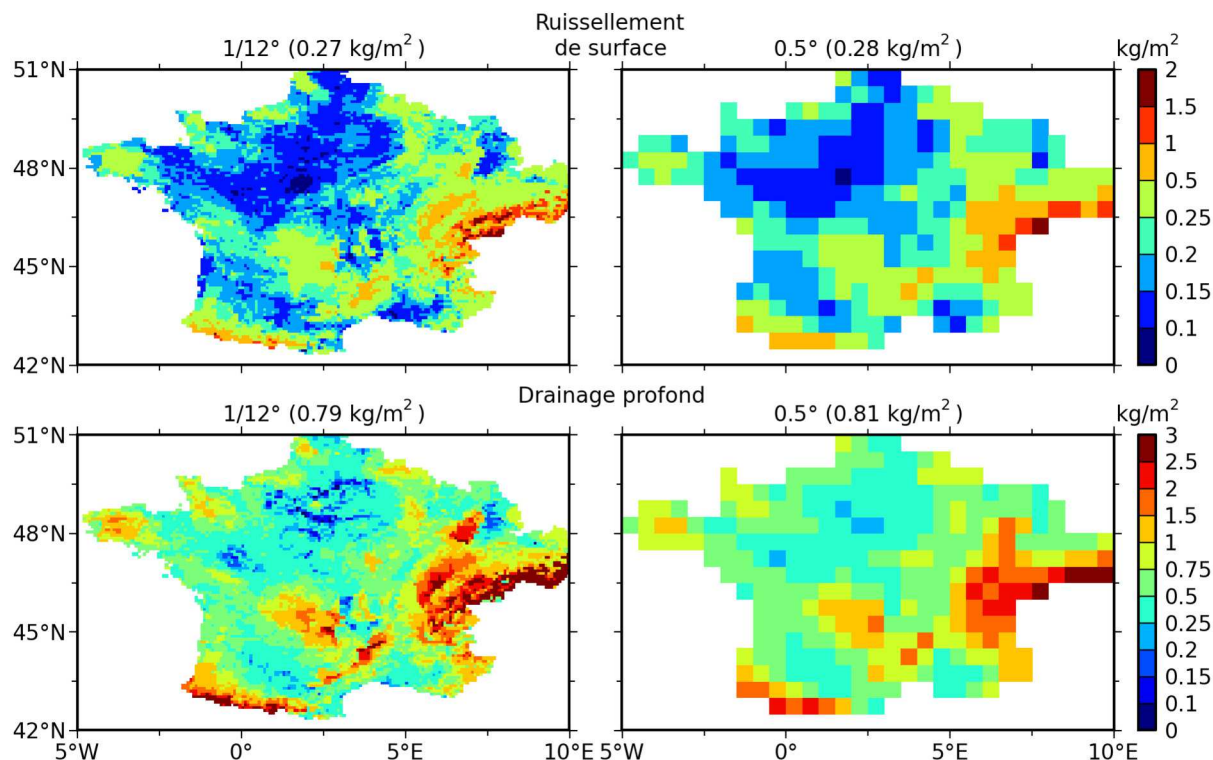 Ruissellement
de surface
1/12° (0.27 kg/m²)
0.5° (0.28 kg/m²)
kg/m²
51°N
48°N
45°N
42°N
2
1.5
1
0.5
0.25
0.15
0.1
0
Drainage profond
1/12° (0.79 kg/m²)
0.5° (0.81 kg/m²)
kg/m²
51°N
48°N
45°N
42°N
3
2.5
2
1.5
1
0.75
0.5
0.25
0.15
0.1
0
5°W 0° 5°E 10°E 5°W 0° 5°E 10°E